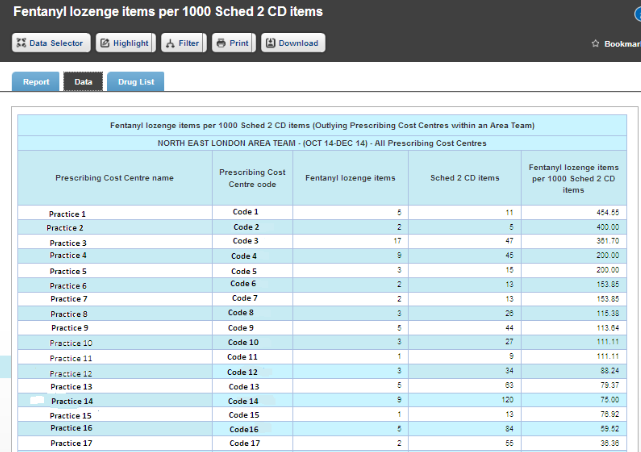 Fentanyl lozenge items per 1000 Sched 2 CD items
Data Selector Highlight Filter Print Download Bookmar
Report Data Drug List
Fentanyl lozenge items per 1000 Sched 2 CD items (Outlying Prescribing Cost Centres within an Area Team)
NORTH EAST LONDON AREA TEAM - (OCT 14-DEC 14) - All Prescribing Cost Centres
Prescribing Cost Centre name Prescribing Cost Centre code Fentanyl lozenge items Sched 2 CD items Fentanyl lozenge items per 1000 Sched 2 CD items
Practice 1 Code 1 5 11 454.55
Practice 2 Code 2 2 5 400.00
Practice 3 Code 3 17 47 361.70
Practice 4 Code 4 9 45 200.00
Practice 5 Code 5 3 15 200.00
Practice 6 Code 6 2 13 153.85
Practice 7 Code 7 2 13 153.85
Practice 8 Code 8 3 26 115.38
Practice 9 Code 9 5 44 113.64
Practice 10 Code 10 3 27 111.11
Practice 11 Code 11 1 9 111.11
Practice 12 Code 12 3 34 88.24
Practice 13 Code 13 5 63 79.37
Practice 14 Code 14 9 120 75.00
Practice 15 Code 15 1 13 76.92
Practice 16 Code16 5 84 59.52
Practice 17 Code 17 2 55 36.36